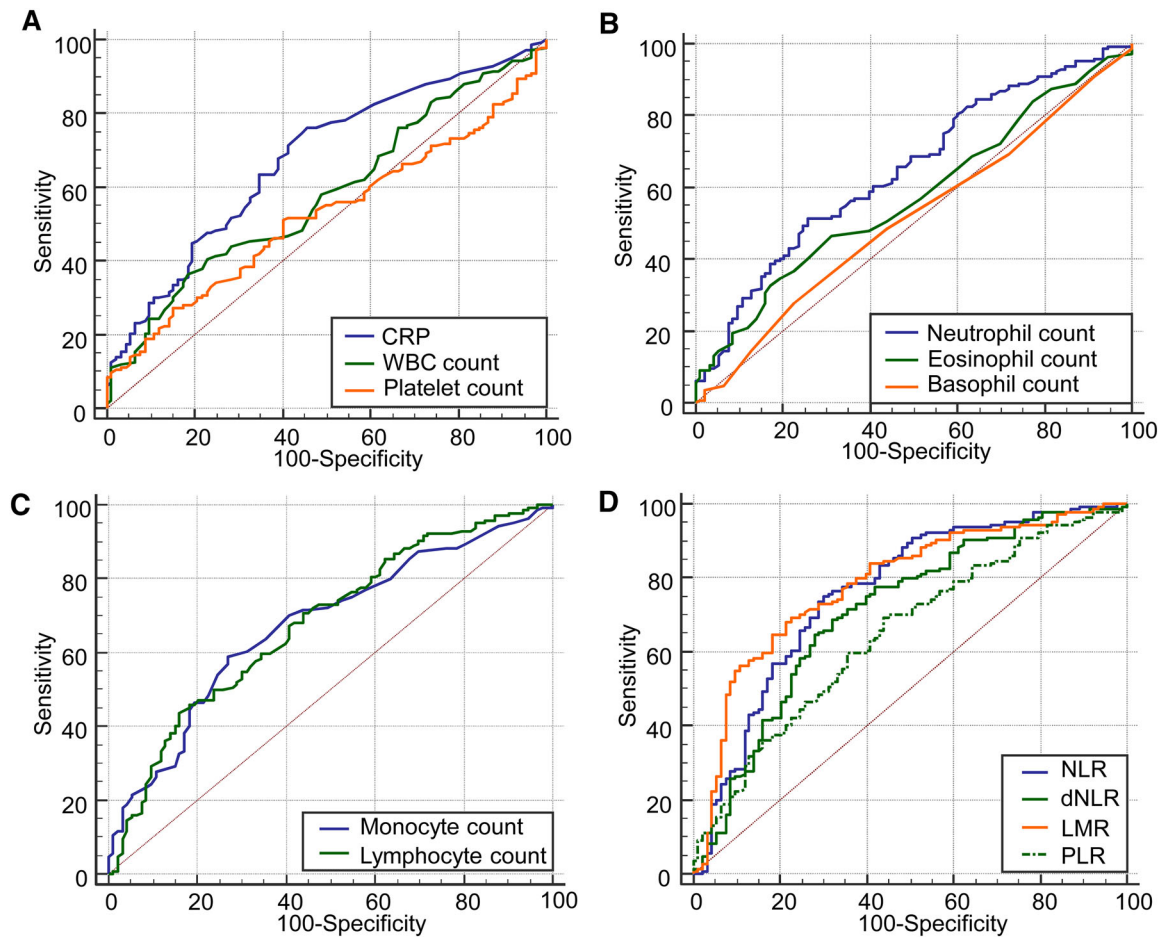 A
Sensitivity
100
80
60
40
20
0
CRP
WBC count
Platelet count
0 20 40 60 80 100
100-Specificity
B
Sensitivity
100
80
60
40
20
0
Neutrophil count
Eosinophil count
Basophil count
0 20 40 60 80 100
100-Specificity
C
Sensitivity
100
80
60
40
20
0
Monocyte count
Lymphocyte count
0 20 40 60 80 100
100-Specificity
D
Sensitivity
100
80
60
40
20
0
NLR
dNLR
LMR
PLR
0 20 40 60 80 100
100-Specificity